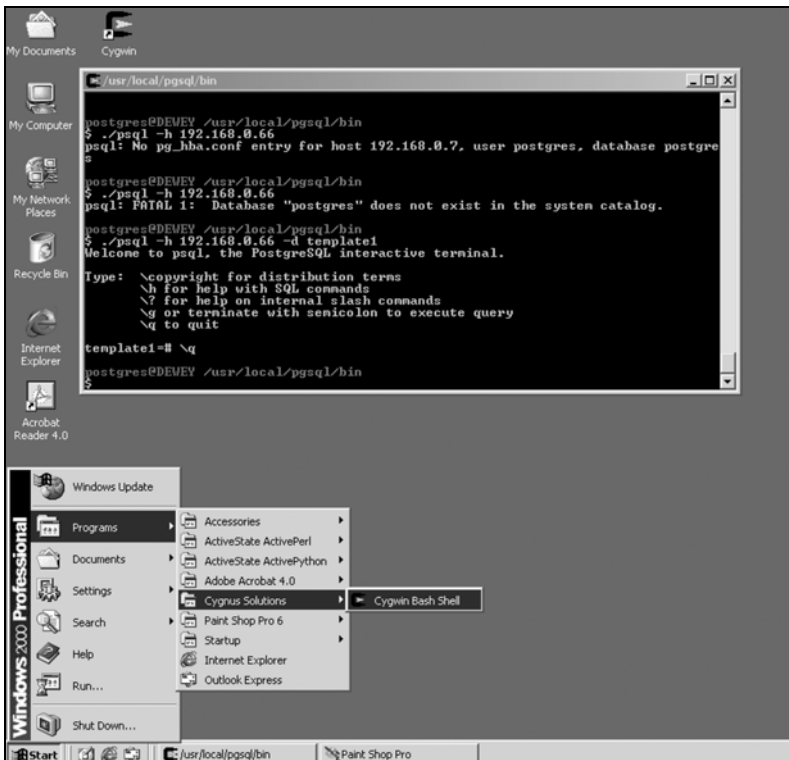 My Documents
Cygwin
My Computer
My Network
Places
Recycle Bin
Internet
Explorer
Acrobat
Reader 4.0
/usr/local/pgsql/bin
postgres@DEWEY /usr/local/pgsql/bin
$ ./psql -h 192.168.0.66
psql: No pg_hba.conf entry for host 192.168.0.7, user postgres, database postgre
s
postgres@DEWEY /usr/local/pgsql/bin
$ ./psql -h 192.168.0.66
psql: FATAL 1:  Database "postgres" does not exist in the system catalog.
postgres@DEWEY /usr/local/pgsql/bin
$ ./psql -h 192.168.0.66 -d template1
Welcome to psql, the PostgreSQL interactive terminal.
Type:  \copyright for distribution terms
\h for help with SQL commands
\? for help on internal slash commands
\g or terminate with semicolon to execute query
\q to quit
template1=# \q
postgres@DEWEY /usr/local/pgsql/bin
$
Windows 2000 Professional
Windows Update
Programs
Documents
Settings
Search
Help
Run...
Shut Down...
Accessories
ActiveState ActivePerl
ActiveState ActivePython
Adobe Acrobat 4.0
Cygnus Solutions
Paint Shop Pro 6
Startup
Internet Explorer
Outlook Express
Cygwin Bash Shell
Start
/usr/local/pgsql/bin
Paint Shop Pro